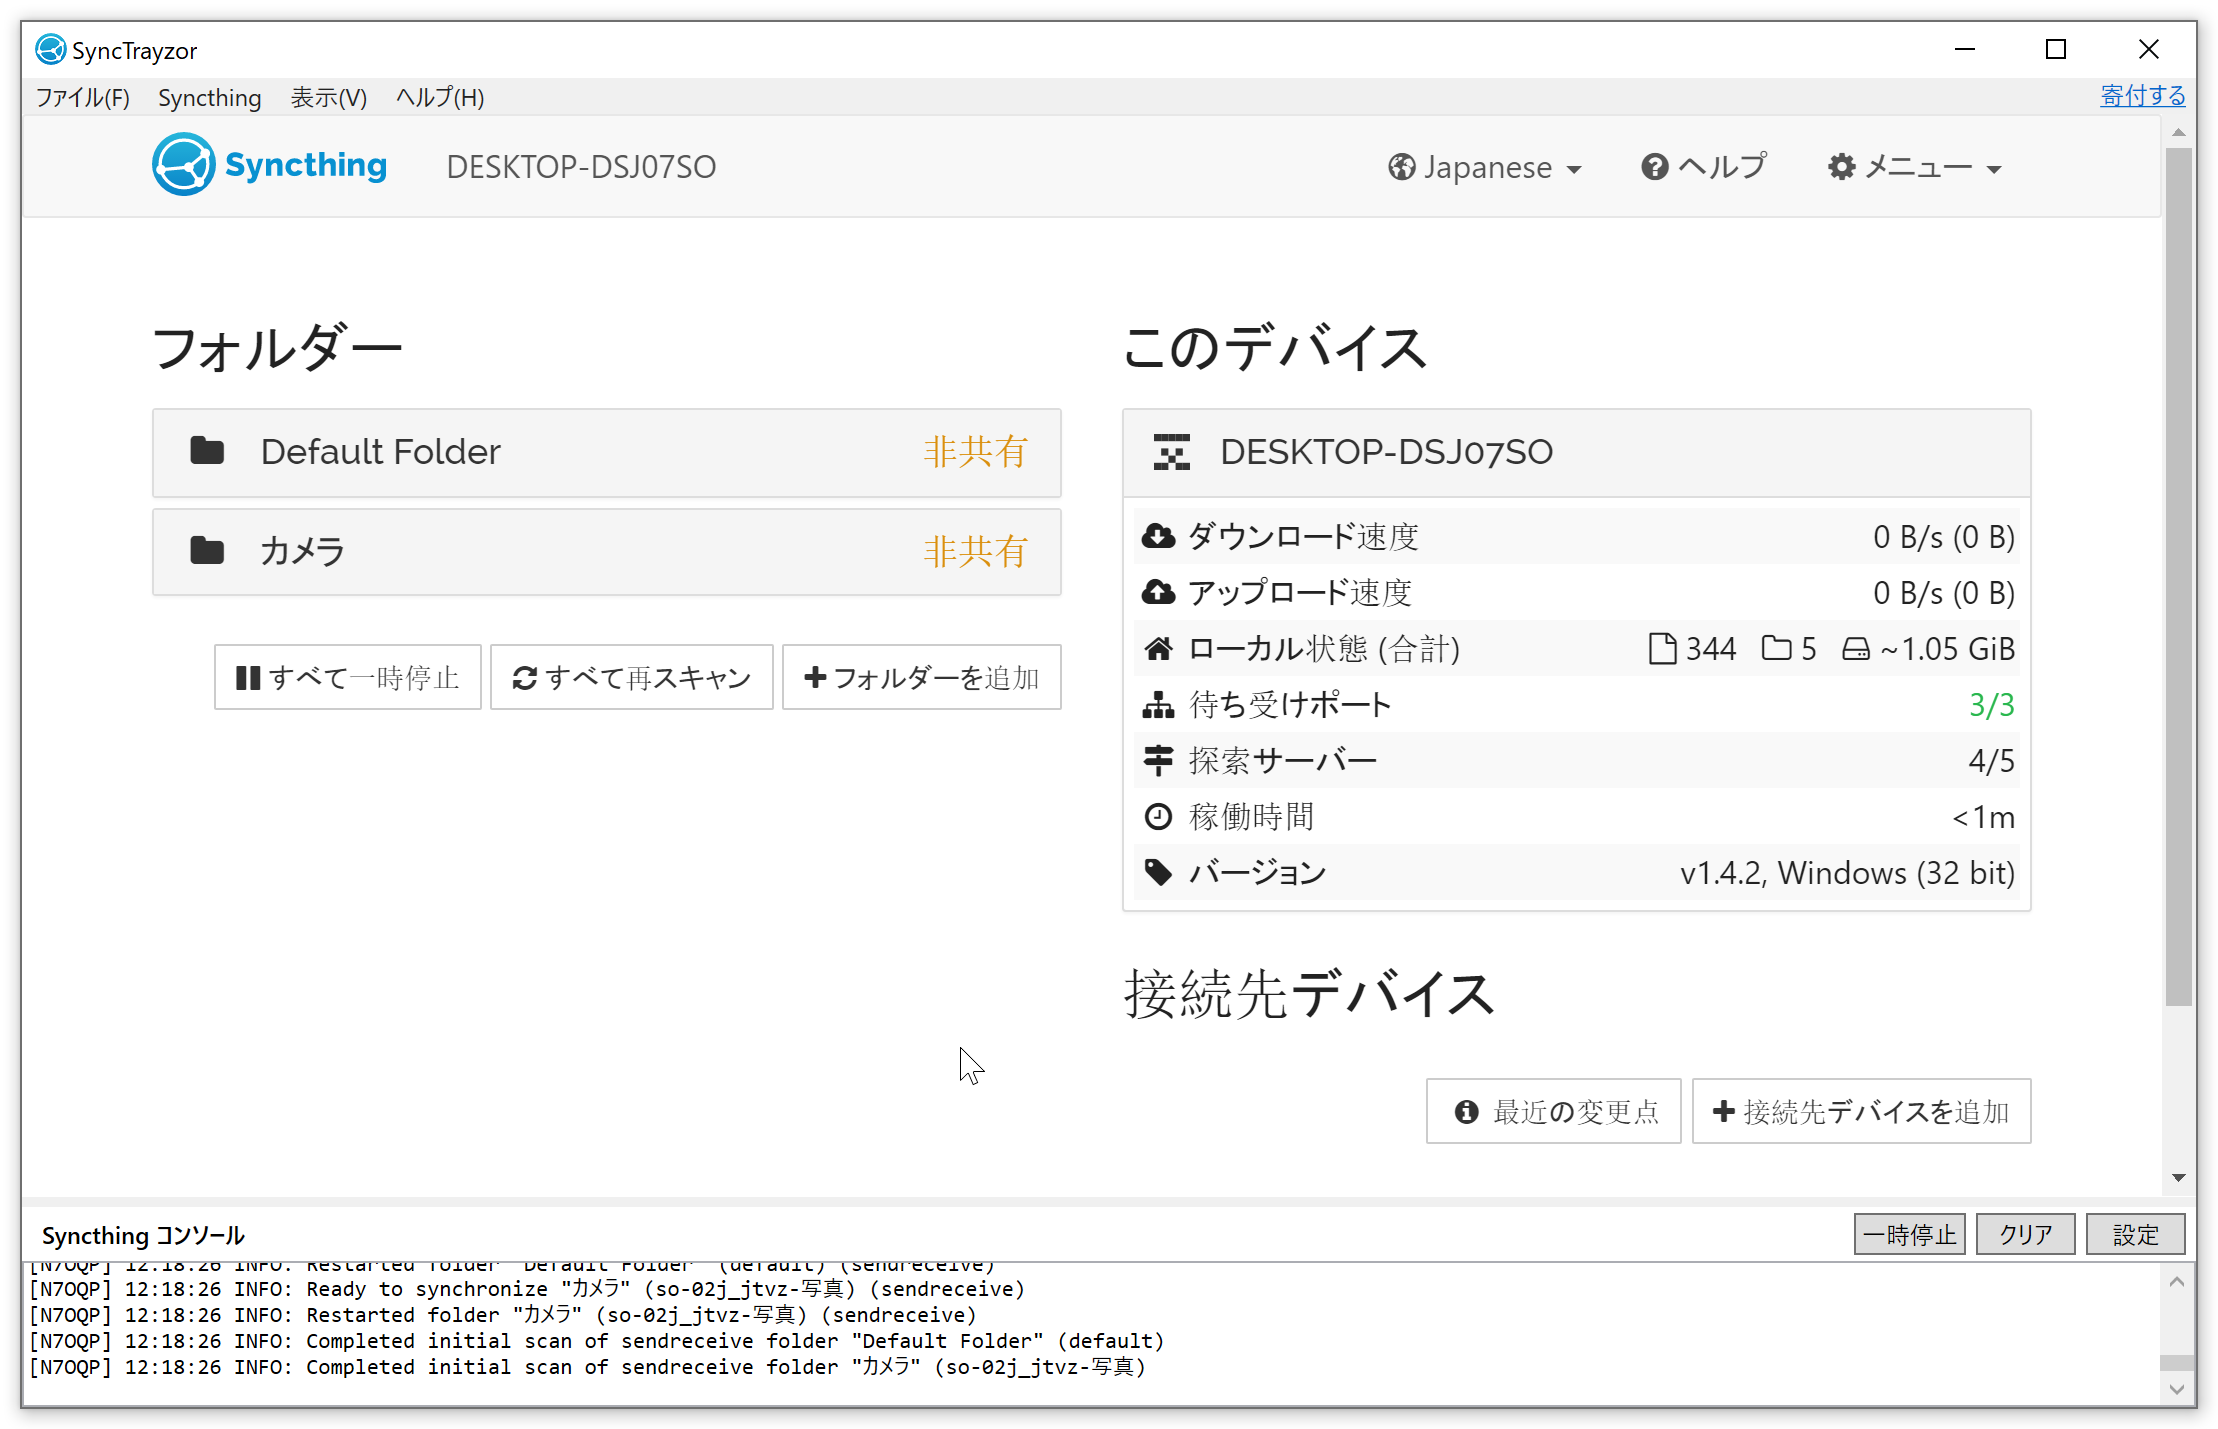 SyncTrayzor
ファイル(F) Syncthing 表示(V) ヘルプ(H) 寄付する
Syncthing DESKTOP-DSJ07SO Japanese ヘルプ メニュー
フォルダー
Default Folder 非共有
カメラ 非共有
すべて一時停止 すべて再スキャン フォルダーを追加
このデバイス
DESKTOP-DSJ07SO
ダウンロード速度 0 B/s (0 B)
アップロード速度 0 B/s (0 B)
ローカル状態 (合計) 344 5 ~1.05 GiB
待ち受けポート 3/3
探索サーバー 4/5
稼働時間 <1m
バージョン v1.4.2, Windows (32 bit)
接続先デバイス
最近の変更点 接続先デバイスを追加
Syncthing コンソール 一時停止 クリア 設定
[N7OQP] 12:18:26 INFO: Restarted folder "Default Folder" (default) (sendreceive)
[N7OQP] 12:18:26 INFO: Ready to synchronize "カメラ" (so-02j_jtvz-写真) (sendreceive)
[N7OQP] 12:18:26 INFO: Restarted folder "カメラ" (so-02j_jtvz-写真) (sendreceive)
[N7OQP] 12:18:26 INFO: Completed initial scan of sendreceive folder "Default Folder" (default)
[N7OQP] 12:18:26 INFO: Completed initial scan of sendreceive folder "カメラ" (so-02j_jtvz-写真)